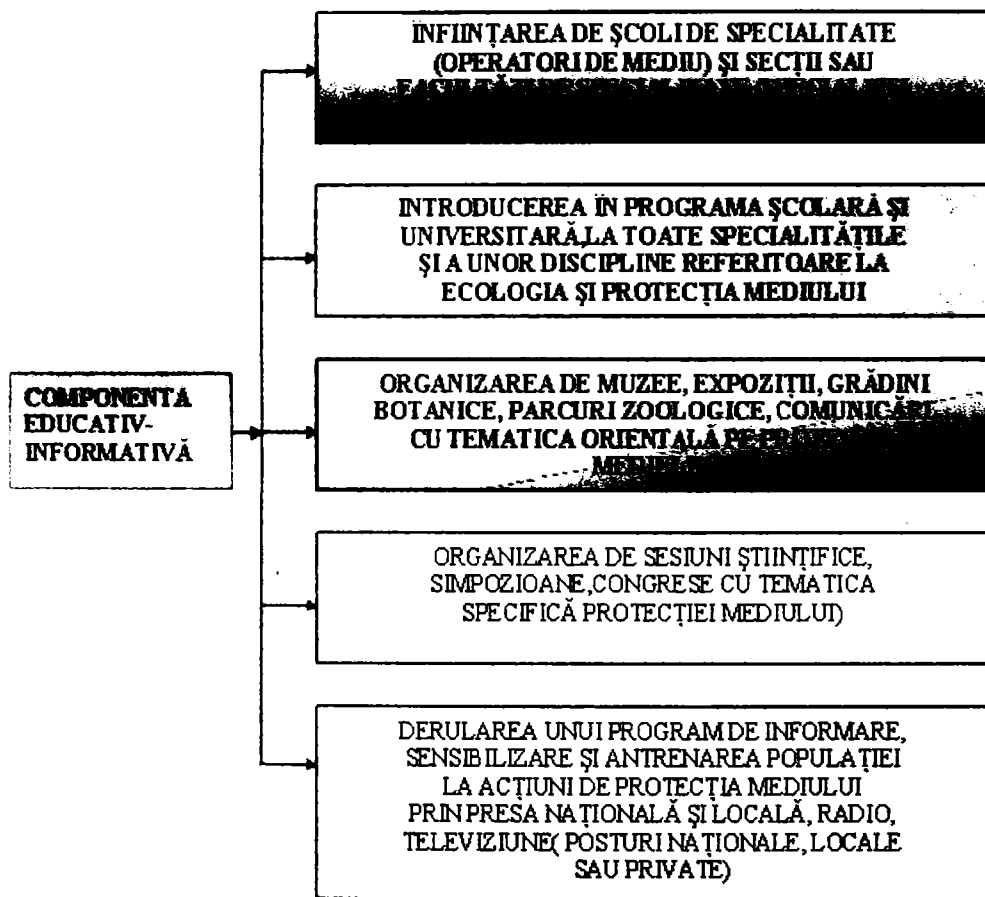 ÎNFIINȚAREA DE ȘCOLI DE SPECIALITATE
(OPERATORI DE MEDIU) ȘI SECȚII SAU
INTRODUCEREA ÎN PROGRAMA ȘCOLARĂ ȘI
UNIVERSITARĂ,LA TOATE SPECIALITĂȚILE
ȘI A UNOR DISCIPLINE REFERITOARE LA
ECOLOGIA ȘI PROTECȚIA MEDIULUI
COMPONENTA
EDUCATIV-
INFORMATIVĂ
ORGANIZAREA DE MUZEE, EXPOZIȚII, GRĂDINI
BOTANICE, PARCURI ZOOLOGICE, COMUNICĂRI
CU TEMATICA ORIENTALĂ PE
ORGANIZAREA DE SESIUNI ȘTIINȚIFICE,
SIMPOZIOANE,CONGRESE CU TEMATICA
SPECIFICĂ PROTECȚIEI MEDIULUI)
DERULAREA UNUI PROGRAM DE INFORMARE,
SENSIBILIZARE ȘI ANTRENAREA POPULAȚIEI
LA ACȚIUNI DE PROTECȚIA MEDIULUI
PRIN PRESA NAȚIONALĂ ȘI LOCALĂ, RADIO,
TELEVIZIUNE( POSTURI NAȚIONALE, LOCALE
SAU PRIVATE)